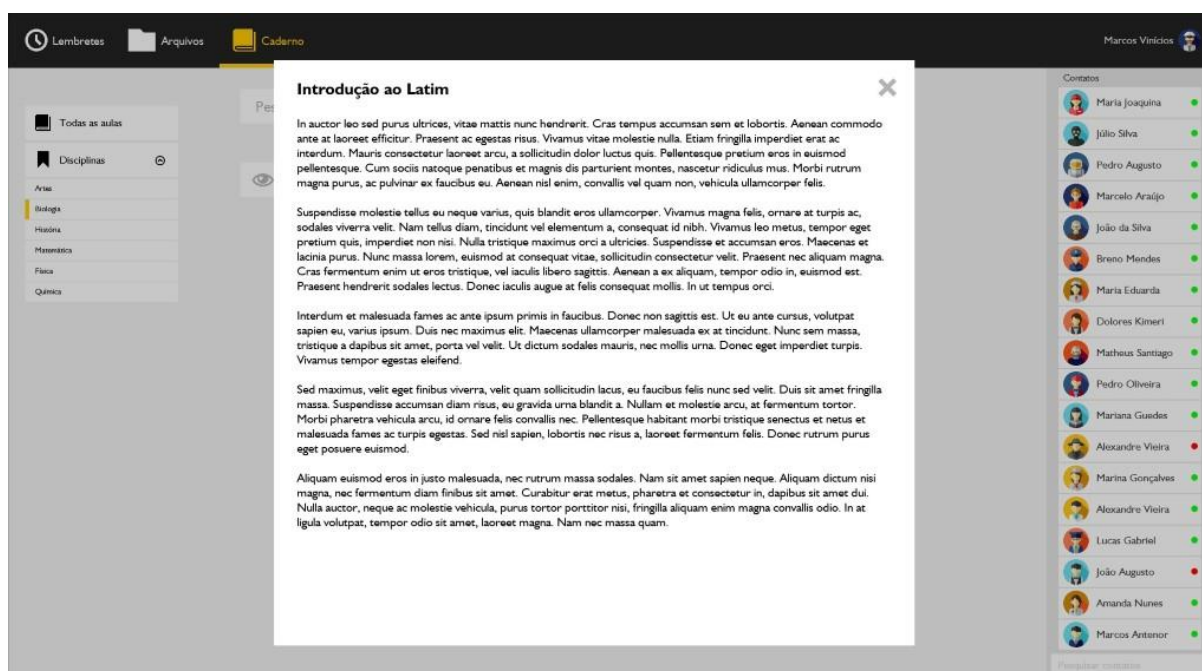 Lembretes
Arquivos
Caderno
Marcos Vinícios
Todas as aulas
Disciplinas
Artes
Biologia
História
Matemática
Física
Química
Pes
Introdução ao Latim
In auctor leo sed purus ultrices, vitae mattis nunc hendrerit. Cras tempus accumsan sem et lobortis. Aenean commodo
ante at laoreet efficitur. Praesent ac egestas risus. Vivamus vitae molestie nulla. Etiam fringilla imperdiet erat ac
interdum. Mauris consectetur laoreet arcu, a sollicitudin dolor luctus quis. Pellentesque pretium eros in euismod
pellentesque. Cum sociis natoque penatibus et magnis dis parturient montes, nascetur ridiculus mus. Morbi rutrum
magna purus, ac pulvinar ex faucibus eu. Aenean nisl enim, convallis vel quam non, vehicula ullamcorper felis.
Suspendisse molestie tellus eu neque varius, quis blandit eros ullamcorper. Vivamus magna felis, ornare at turpis ac,
sodales viverra velit. Nam tellus diam, tincidunt vel elementum a, consequat id nibh. Vivamus leo metus, tempor eget
pretium quis, imperdiet non nisi. Nulla tristique maximus orci a ultricies. Suspendisse et accumsan eros. Maecenas et
lacinia purus. Nunc massa lorem, euismod at consequat vitae, sollicitudin consectetur velit. Praesent nec aliquam magna.
Cras fermentum enim ut eros tristique, vel iaculis libero sagittis. Aenean a ex aliquam, tempor odio in, euismod est.
Praesent hendrerit sodales lectus. Donec iaculis augue at felis consequat mollis. In ut tempus orci.
Interdum et malesuada fames ac ante ipsum primis in faucibus. Donec non sagittis est. Ut eu ante cursus, volutpat
sapien eu, varius ipsum. Duis nec maximus elit. Maecenas ullamcorper malesuada ex at tincidunt. Nunc sem massa,
tristique a dapibus sit amet, porta vel velit. Ut dictum sodales mauris, nec mollis urna. Donec eget imperdiet turpis.
Vivamus tempor egestas eleifend.
Sed maximus, velit eget finibus viverra, velit quam sollicitudin lacus, eu faucibus felis nunc sed velit. Duis sit amet fringilla
massa. Suspendisse accumsan diam risus, eu gravida urna blandit a. Nullam et molestie arcu, at fermentum tortor.
Morbi pharetra vehicula arcu, id ornare felis convallis nec. Pellentesque habitant morbi tristique senectus et netus et
malesuada fames ac turpis egestas. Sed nisl sapien, lobortis nec risus a, laoreet fermentum felis. Donec rutrum purus
eget posuere euismod.
Aliquam euismod eros in justo malesuada, nec rutrum massa sodales. Nam sit amet sapien neque. Aliquam dictum nisi
magna, nec fermentum diam finibus sit amet. Curabitur erat metus, pharetra et consectetur in, dapibus sit amet dui.
Nulla auctor, neque ac molestie vehicula, purus tortor porttitor nisi, fringilla aliquam enim magna convallis odio. In at
ligula volutpat, tempor odio sit amet, laoreet magna. Nam nec massa quam.
Contatos
Maria Joaquina
Júlio Silva
Pedro Augusto
Marcelo Araújo
João da Silva
Breno Mendes
Maria Eduarda
Dolores Kimeri
Matheus Santiago
Pedro Oliveira
Mariana Guedes
Alexandre Vieira
Marina Gonçalves
Alexandre Vieira
Lucas Gabriel
João Augusto
Amanda Nunes
Marcos Antenor
Pesquisar contatos